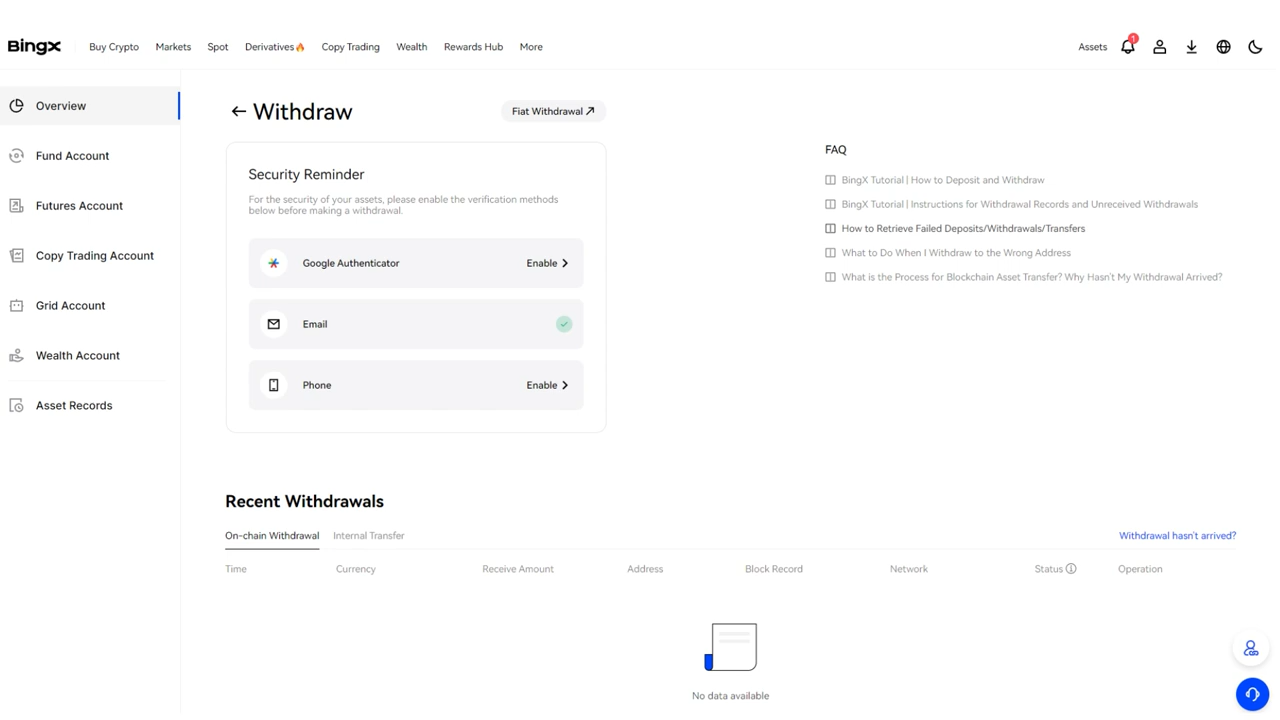 BingX
Buy Crypto Markets Spot Derivatives Copy Trading Wealth Rewards Hub More
Assets 1
Overview
Fund Account
Futures Account
Copy Trading Account
Grid Account
Wealth Account
Asset Records
Withdraw
Fiat Withdrawal
Security Reminder
For the security of your assets, please enable the verification methods
below before making a withdrawal.
Google Authenticator Enable
Email
Phone Enable
FAQ
BingX Tutorial | How to Deposit and Withdraw
BingX Tutorial | Instructions for Withdrawal Records and Unreceived Withdrawals
How to Retrieve Failed Deposits/Withdrawals/Transfers
What to Do When I Withdraw to the Wrong Address
What is the Process for Blockchain Asset Transfer? Why Hasn't My Withdrawal Arrived?
Recent Withdrawals
On-chain Withdrawal Internal Transfer Withdrawal hasn't arrived?
Time Currency Receive Amount Address Block Record Network Status Operation
No data available